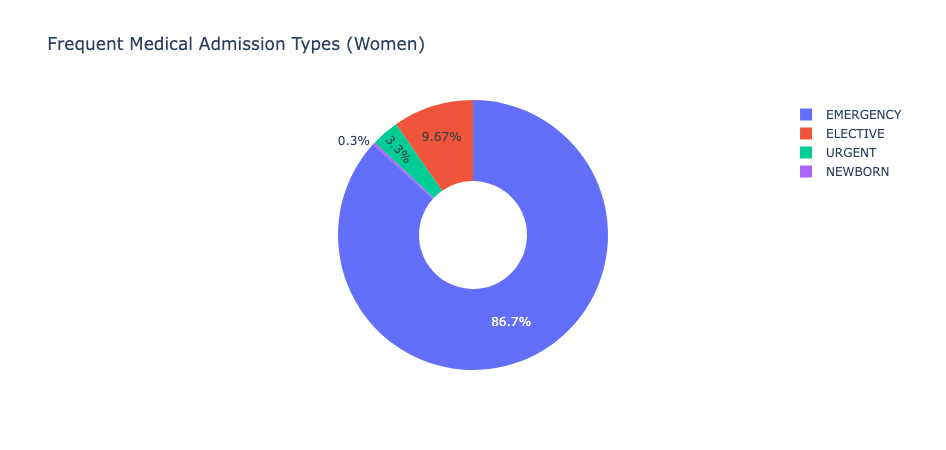 Frequent Medical Admission Types (Women)
EMERGENCY
ELECTIVE
URGENT
NEWBORN
9.67%
3.3%
0.3%
86.7%